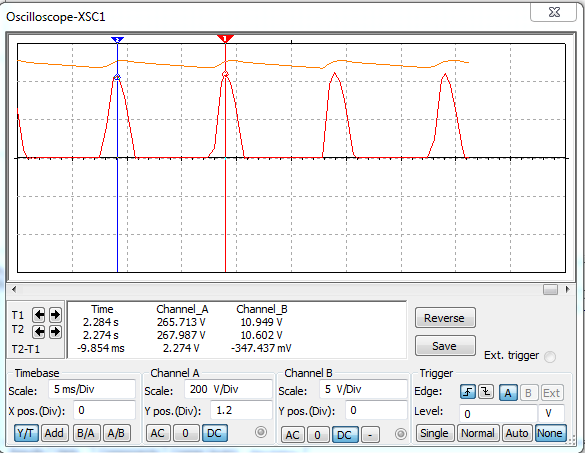 Oscilloscope-XSC1
2 1
T1
T2
T2-T1
Time Channel_A Channel_B
2.284 s 265.713 V 10.949 V
2.274 s 267.987 V 10.602 V
-9.854 ms 2.274 V -347.437 mV
Reverse
Save
Ext. trigger
Timebase
Scale: 5 ms/Div
X pos.(Div): 0
Y/T Add B/A A/B
Channel A
Scale: 200 V/Div
Y pos.(Div): 1.2
AC 0 DC
Channel B
Scale: 5 V/Div
Y pos.(Div): 0
AC 0 DC -
Trigger
Edge: A B Ext
Level: 0 V
Single Normal Auto None